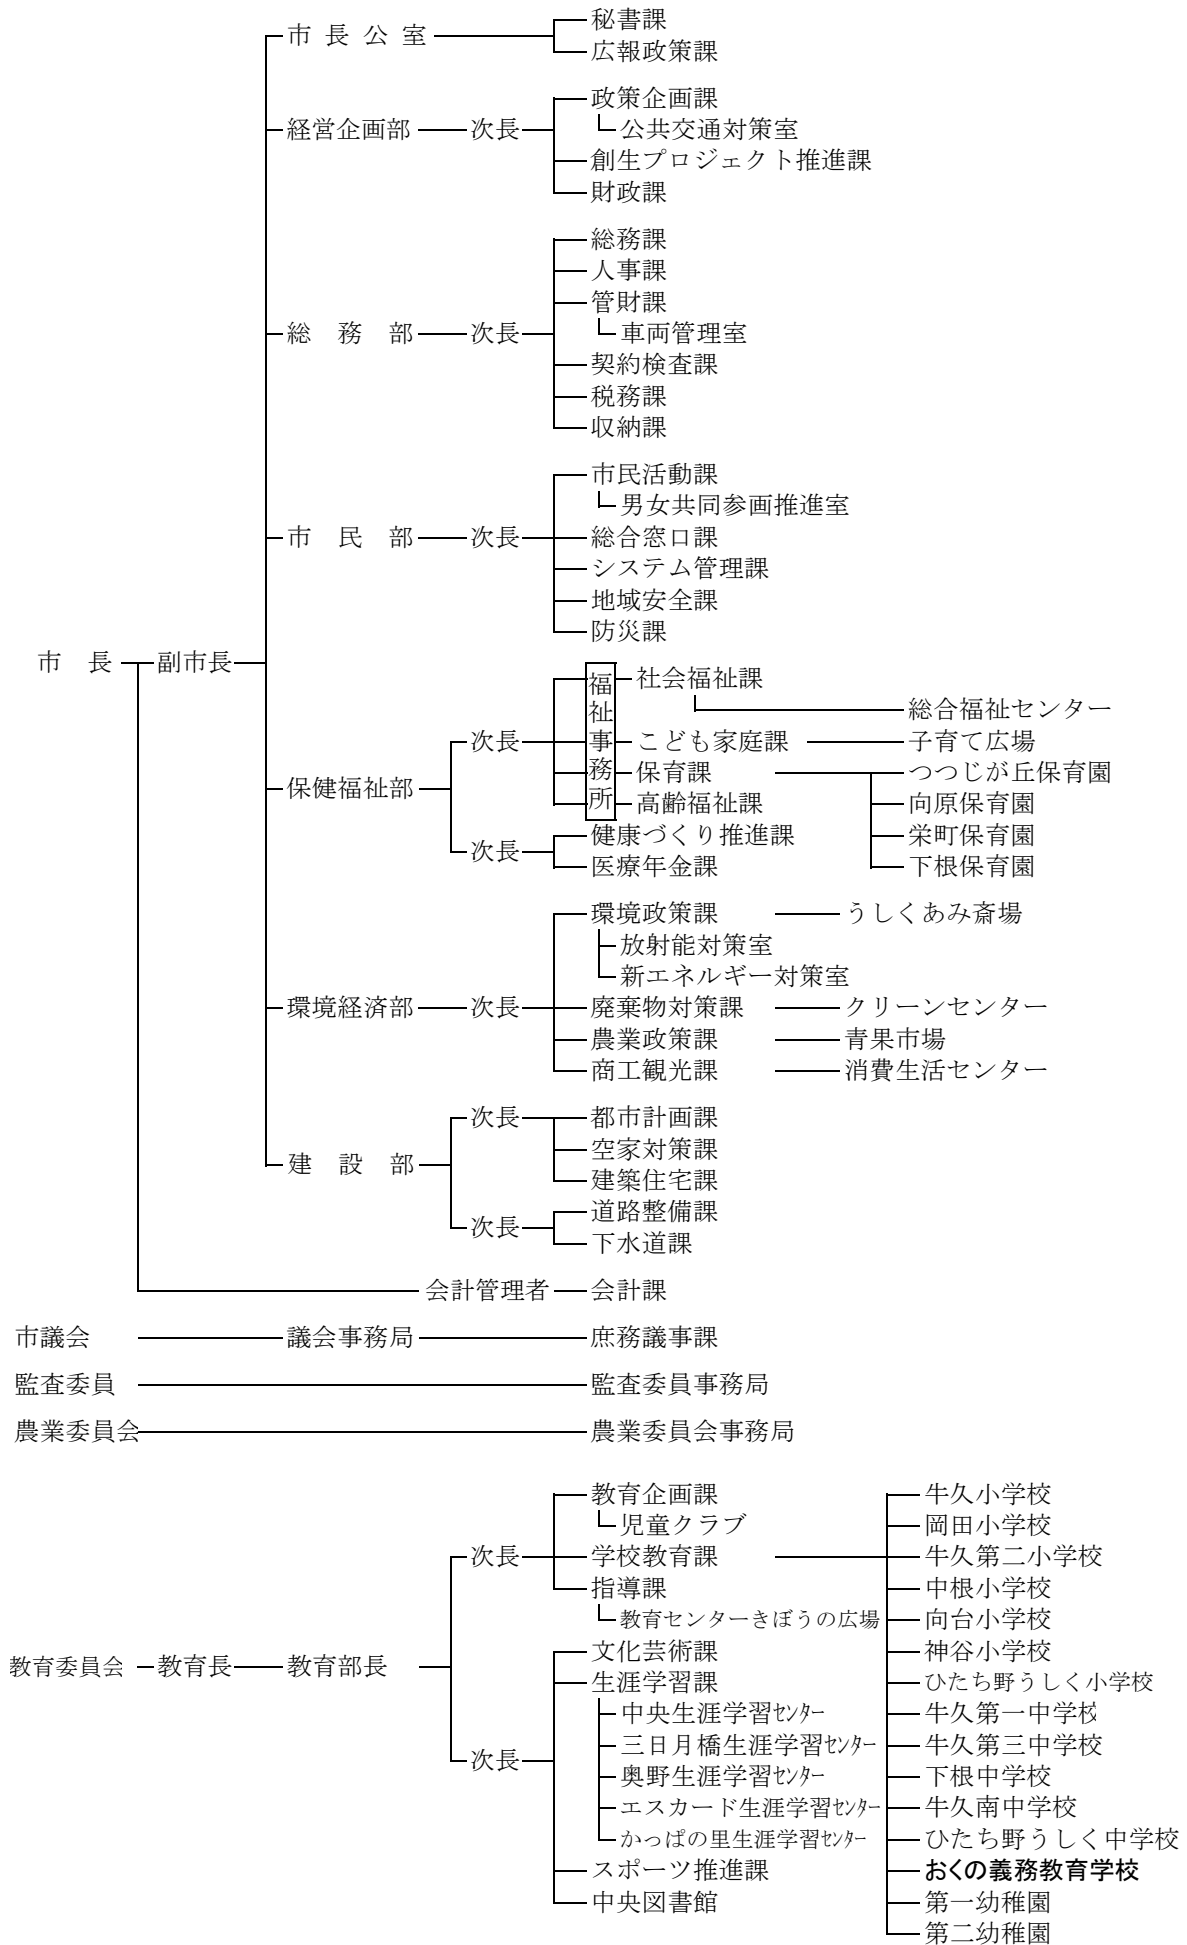 秘書課
市長公室
広報政策課
政策企画課
公共交通対策室
経営企画部 次長
創生プロジェクト推進課
財政課
総務課
人事課
管財課
車両管理室
総務部 次長
契約検査課
税務課
収納課
市民活動課
男女共同参画推進室
市民部 次長 総合窓口課
システム管理課
地域安全課
防災課
市長 副市長
福祉事務所
社会福祉課
総合福祉センター
次長 こども家庭課 子育て広場
保育課 つつじが丘保育園
保健福祉部
高齢福祉課 向原保育園
健康づくり推進課 栄町保育園
次長
医療年金課 下根保育園
環境政策課 うしくあみ斎場
放射能対策室
新エネルギー対策室
環境経済部 次長 廃棄物対策課 クリーンセンター
農業政策課 青果市場
商工観光課 消費生活センター
次長 都市計画課
空家対策課
建設部 建築住宅課
道路整備課
次長
下水道課
会計管理者 会計課
市議会 議会事務局 庶務議事課
監査委員 監査委員事務局
農業委員会 農業委員会事務局
教育企画課 牛久小学校
児童クラブ 岡田小学校
次長 学校教育課 牛久第二小学校
指導課 中根小学校
教育センターきぼうの広場 向台小学校
文化芸術課 神谷小学校
教育委員会 教育長 教育部長
生涯学習課 ひたち野うしく小学校
中央生涯学習センター 牛久第一中学校
三日月橋生涯学習センター 牛久第三中学校
次長
奥野生涯学習センター 下根中学校
エスカード生涯学習センター 牛久南中学校
かっぱの里生涯学習センター ひたち野うしく中学校
スポーツ推進課 おくの義務教育学校
中央図書館 第一幼稚園
第二幼稚園